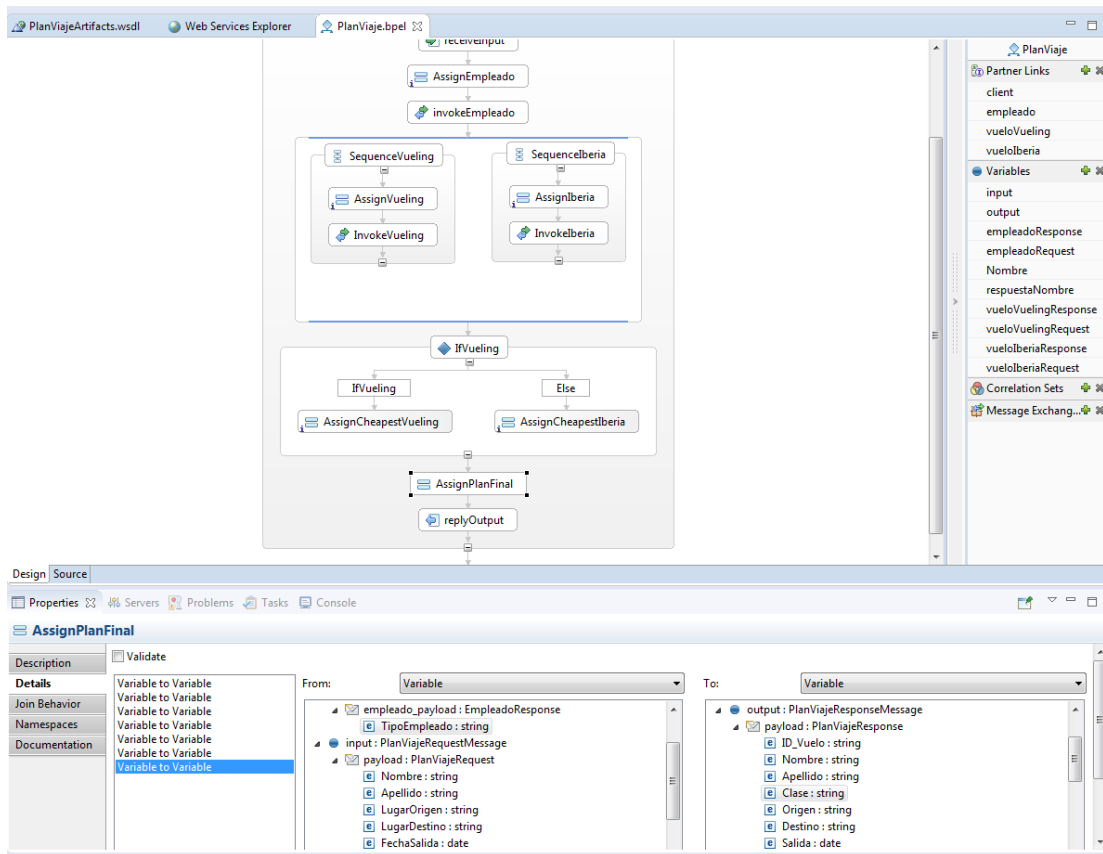 PlanViajeArtifacts.wsdl Web Services Explorer PlanViaje.bpel
receiveInput
AssignEmpleado
invokeEmpleado
SequenceVueling SequenceIberia
AssignVueling AssignIberia
InvokeVueling InvokeIberia
IfVueling
IfVueling Else
AssignCheapestVueling AssignCheapestIberia
AssignPlanFinal
replyOutput
PlanViaje
Partner Links
client
empleado
vueloVueling
vueloIberia
Variables
input
output
empleadoResponse
empleadoRequest
Nombre
respuestaNombre
vueloVuelingResponse
vueloVuelingRequest
vueloIberiaResponse
vueloIberiaRequest
Correlation Sets
Message Exchang...
Design Source
Properties Servers Problems Tasks Console
AssignPlanFinal
Description
Details
Join Behavior
Namespaces
Documentation
Validate
Variable to Variable
Variable to Variable
Variable to Variable
Variable to Variable
Variable to Variable
Variable to Variable
Variable to Variable
From: Variable
empleado_payload : EmpleadoResponse
TipoEmpleado : string
input : PlanViajeRequestMessage
payload : PlanViajeRequest
Nombre : string
Apellido : string
LugarOrigen : string
LugarDestino : string
FechaSalida : date
To: Variable
output : PlanViajeResponseMessage
payload : PlanViajeResponse
ID_Vuelo : string
Nombre : string
Apellido : string
Clase : string
Origen : string
Destino : string
Salida : date